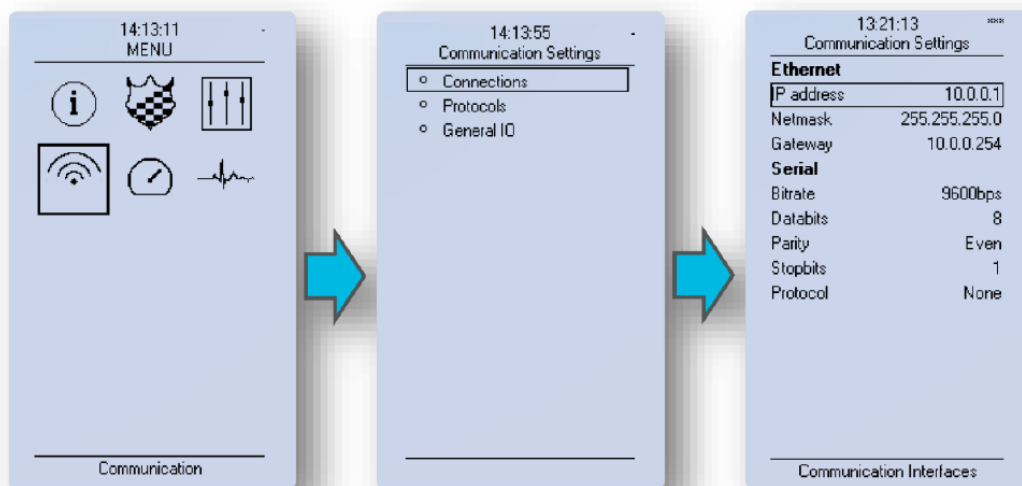 14:13:11
MENU
Communication
14:13:55
Communication Settings
Connections
Protocols
General IO
13:21:13 ***
Communication Settings
Ethernet
IP address 10.0.0.1
Netmask 255.255.255.0
Gateway 10.0.0.254
Serial
Bitrate 9600bps
Databits 8
Parity Even
Stopbits 1
Protocol None
Communication Interfaces